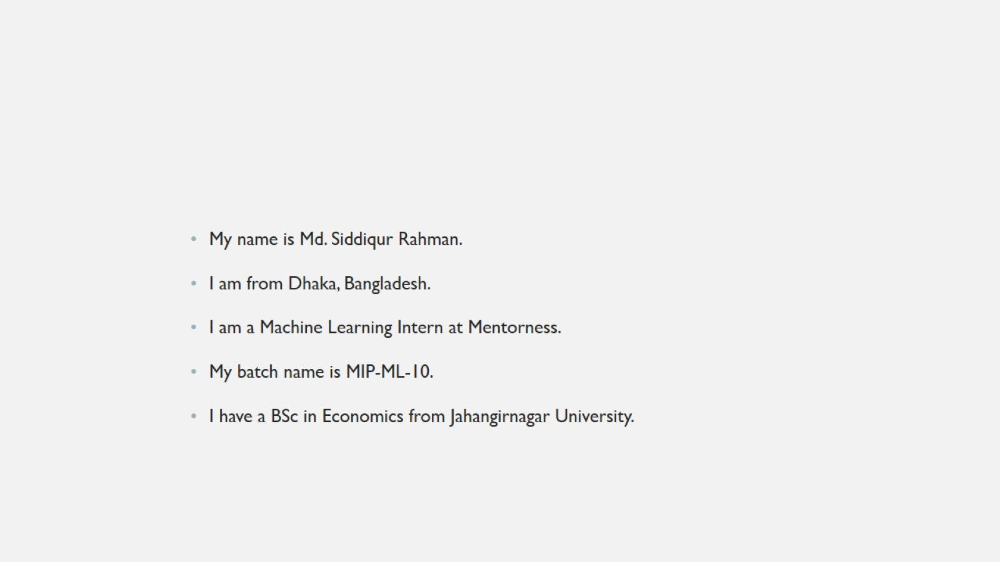 • My name is Md. Siddiqur Rahman.
• I am from Dhaka, Bangladesh.
• I am a Machine Learning Intern at Mentorness.
• My batch name is MIP-ML-10.
• I have a BSc in Economics from Jahangirnagar University.